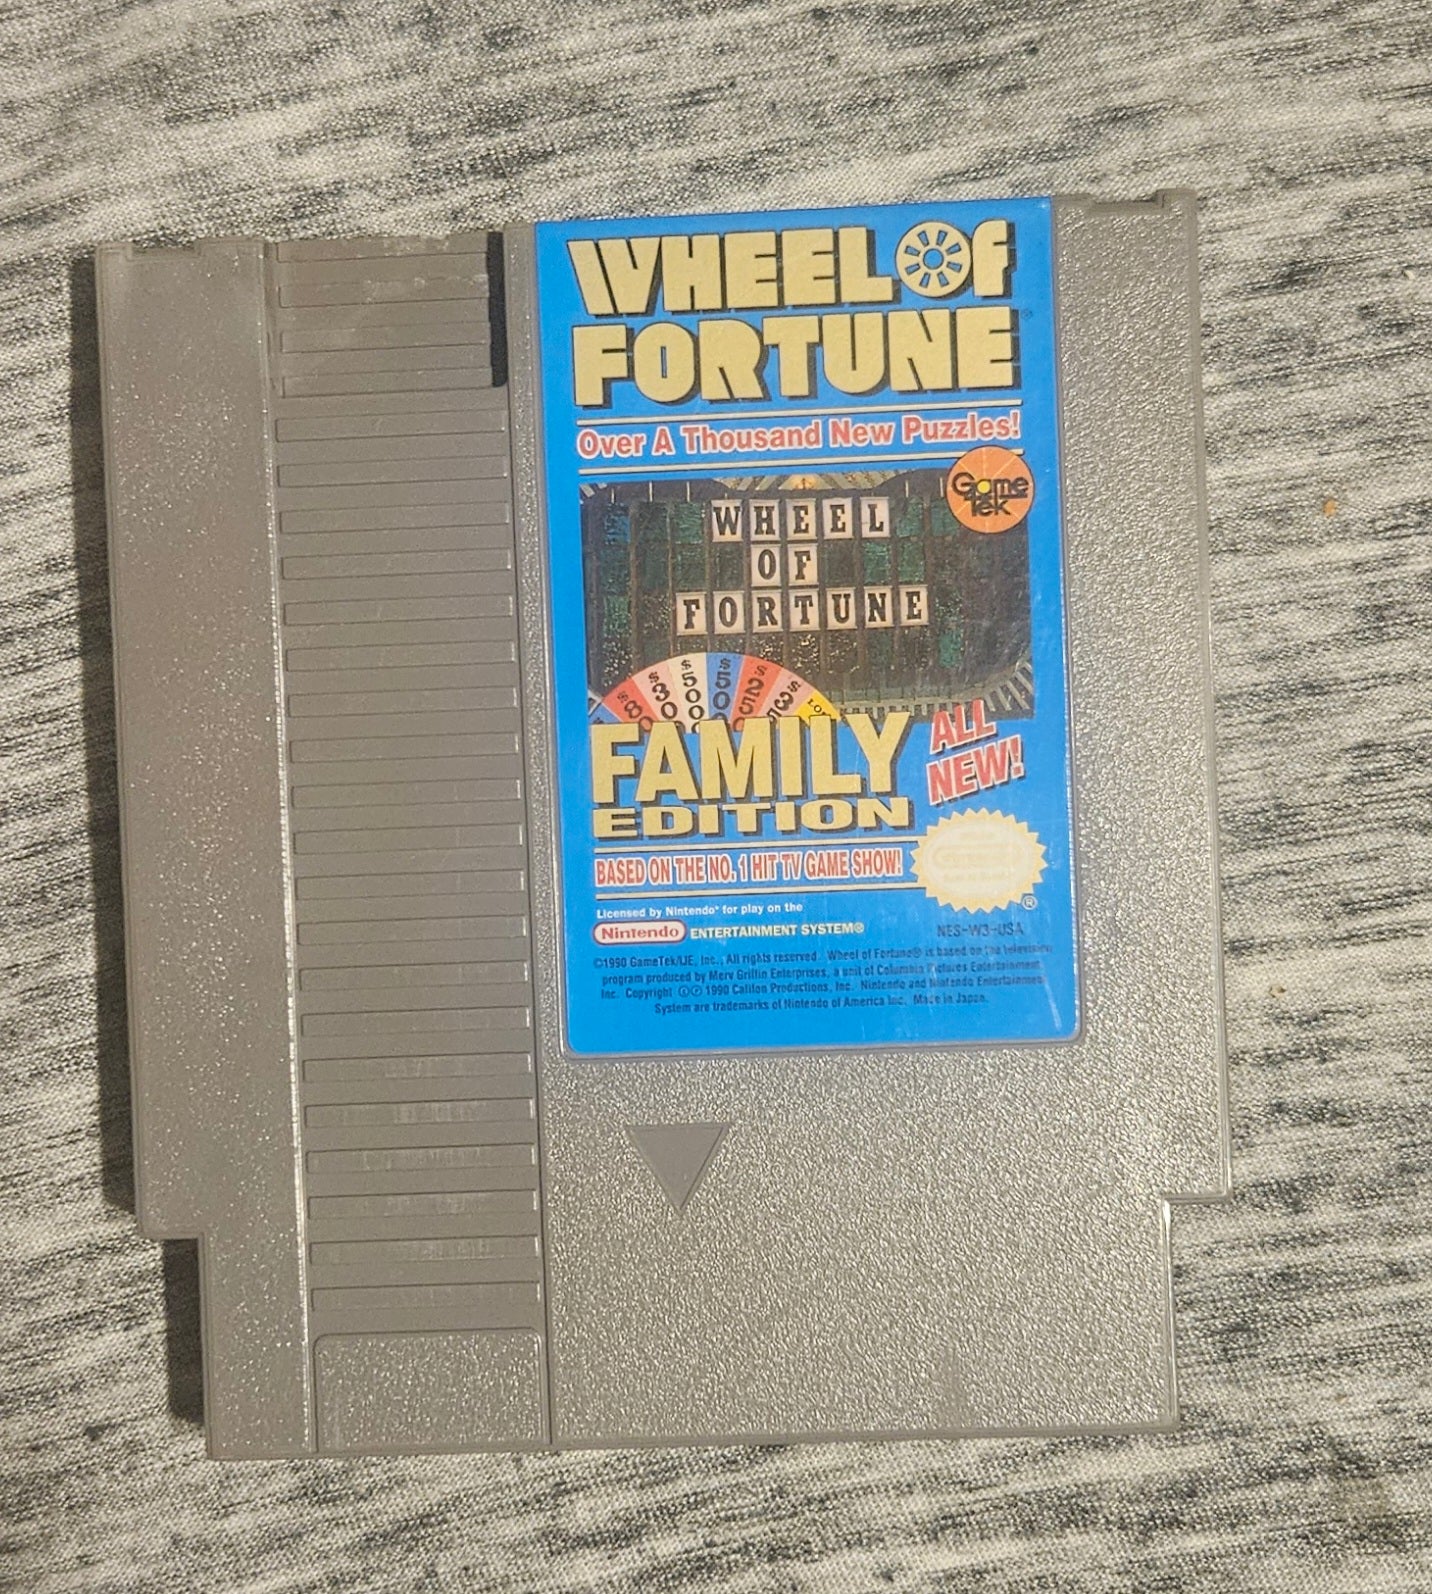 WHEEL OF
FORTUNE®
Over A Thousand New Puzzles!
Game
Tek
WHEEL
OF
FORTUNE
$300
$500
$500
FAMILY
EDITION
ALL
NEW!
BASED ON THE NO. 1 HIT TV GAME SHOW!
Licensed by Nintendo® for play on the
Nintendo ENTERTAINMENT SYSTEM®
®
NES-W3-USA
©1990 GameTek/IJE, Inc., All rights reserved. Wheel of Fortune® is based on the television
program produced by Merv Griffin Enterprises, a unit of Columbia Pictures Entertainment,
Inc. Copyright ©℗ 1990 Califon Productions, Inc. Nintendo and Nintendo Entertainment
System are trademarks of Nintendo of America Inc. Made in Japan.